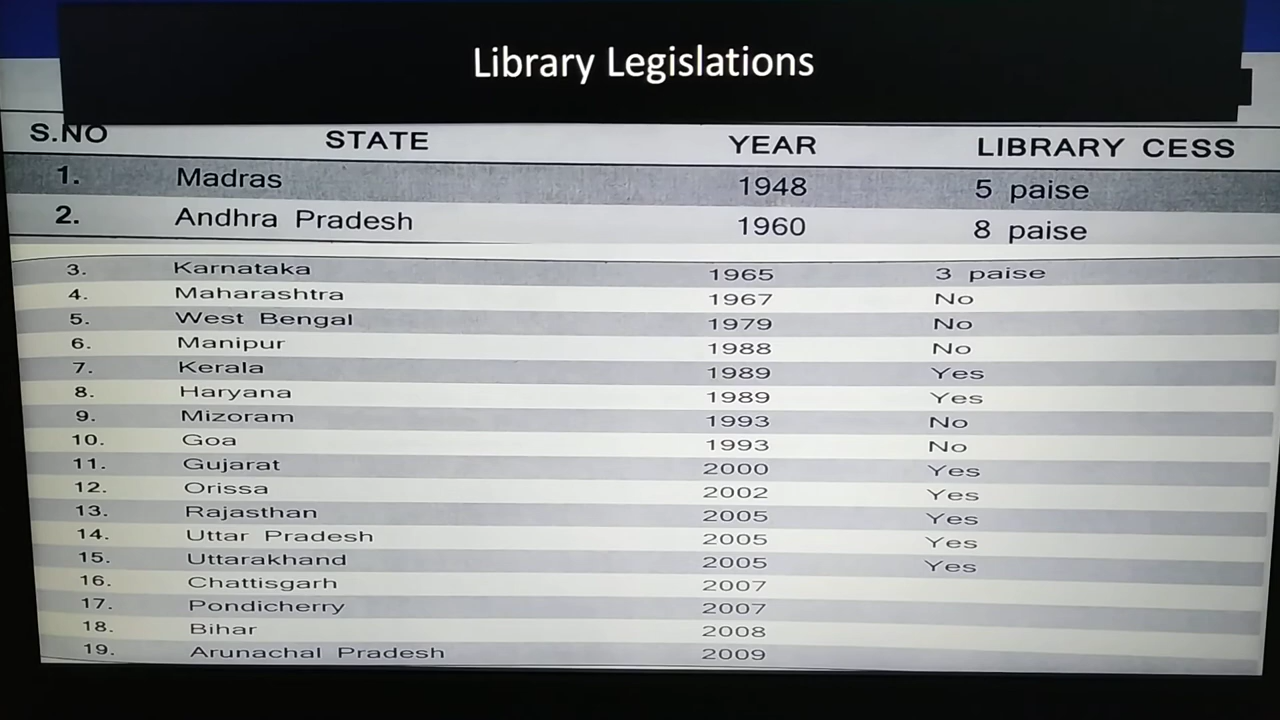 Library Legislations
S.NO STATE YEAR LIBRARY CESS
1. Madras 1948 5 paise
2. Andhra Pradesh 1960 8 paise
3. Karnataka 1965 3 paise
4. Maharashtra 1967 No
5. West Bengal 1979 No
6. Manipur 1988 No
7. Kerala 1989 Yes
8. Haryana 1989 Yes
9. Mizoram 1993 No
10. Goa 1993 No
11. Gujarat 2000 Yes
12. Orissa 2002 Yes
13. Rajasthan 2005 Yes
14. Uttar Pradesh 2005 Yes
15. Uttarakhand 2005 Yes
16. Chattisgarh 2007
17. Pondicherry 2007
18. Bihar 2008
19. Arunachal Pradesh 2009